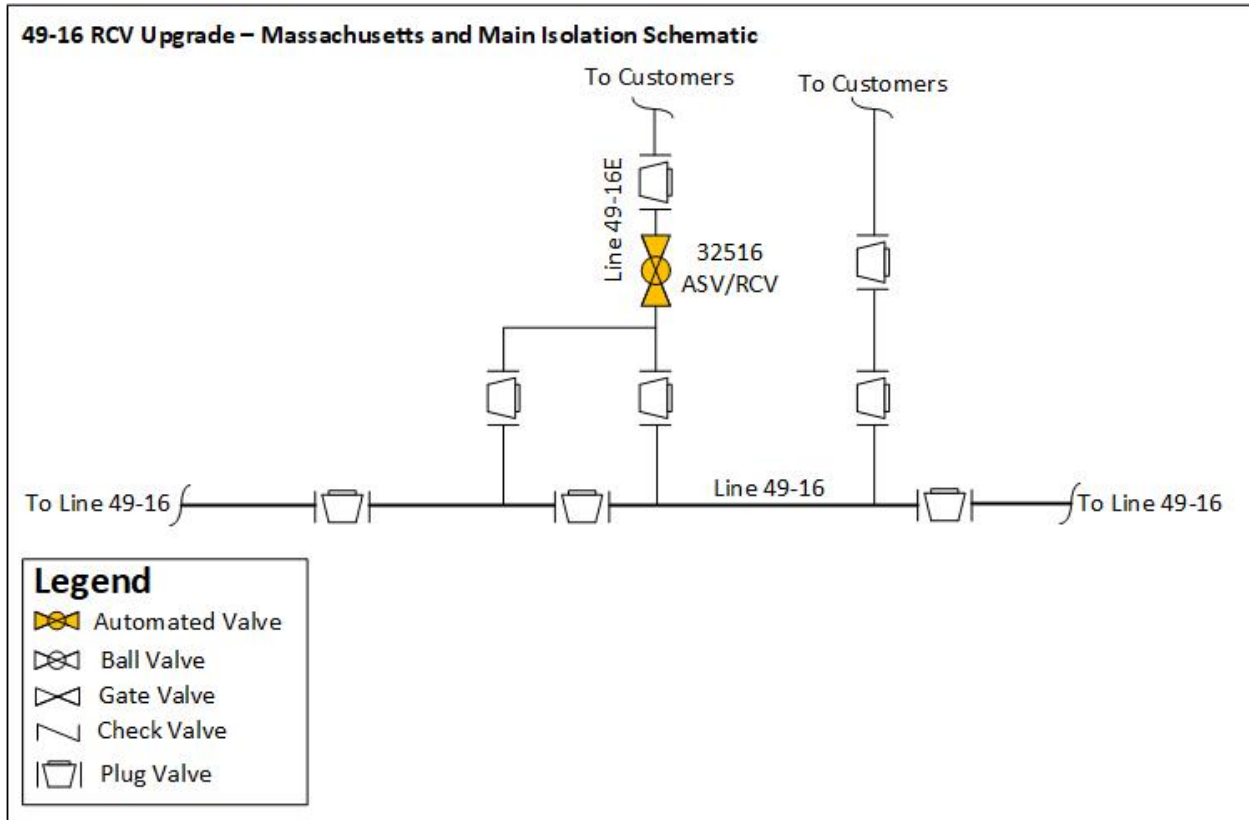 49-16 RCV Upgrade – Massachusetts and Main Isolation Schematic
To Customers
To Customers
Line 49-16E
32516
ASV/RCV
To Line 49-16
Line 49-16
To Line 49-16
Legend
Automated Valve
Ball Valve
Gate Valve
Check Valve
Plug Valve